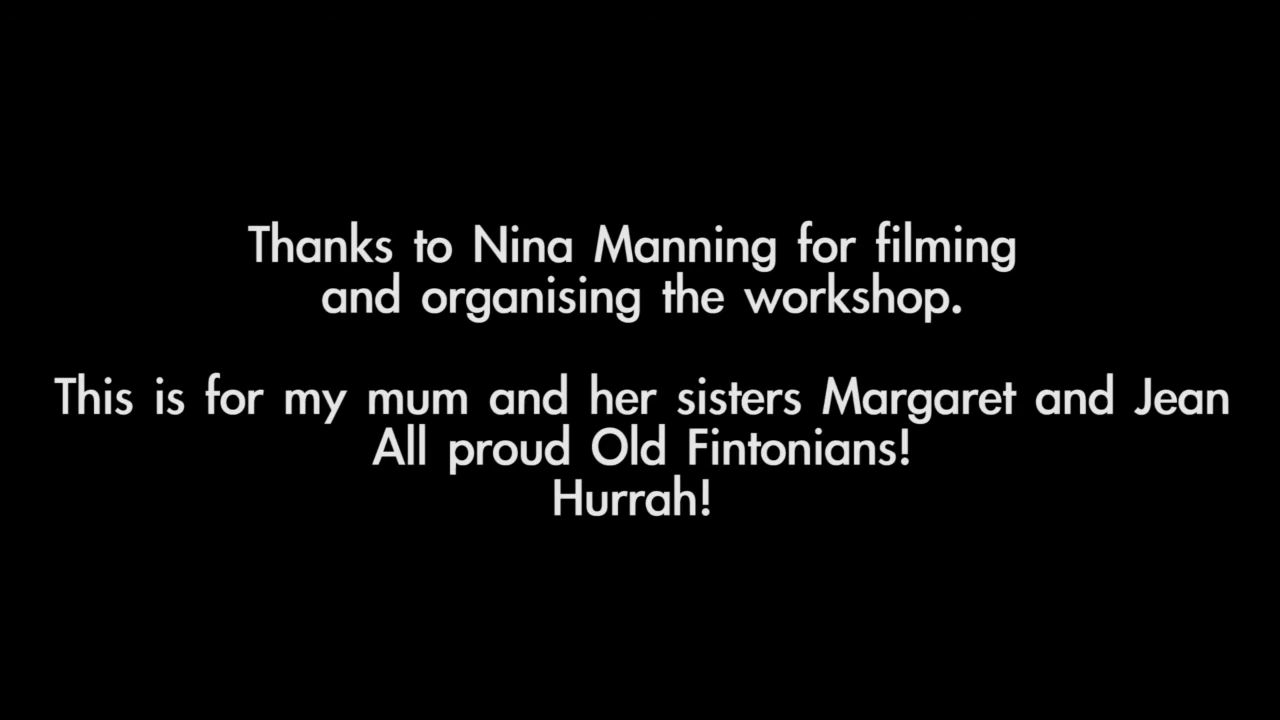 Thanks to Nina Manning for filming
and organising the workshop.
This is for my mum and her sisters Margaret and Jean
All proud Old Fintonians!
Hurrah!